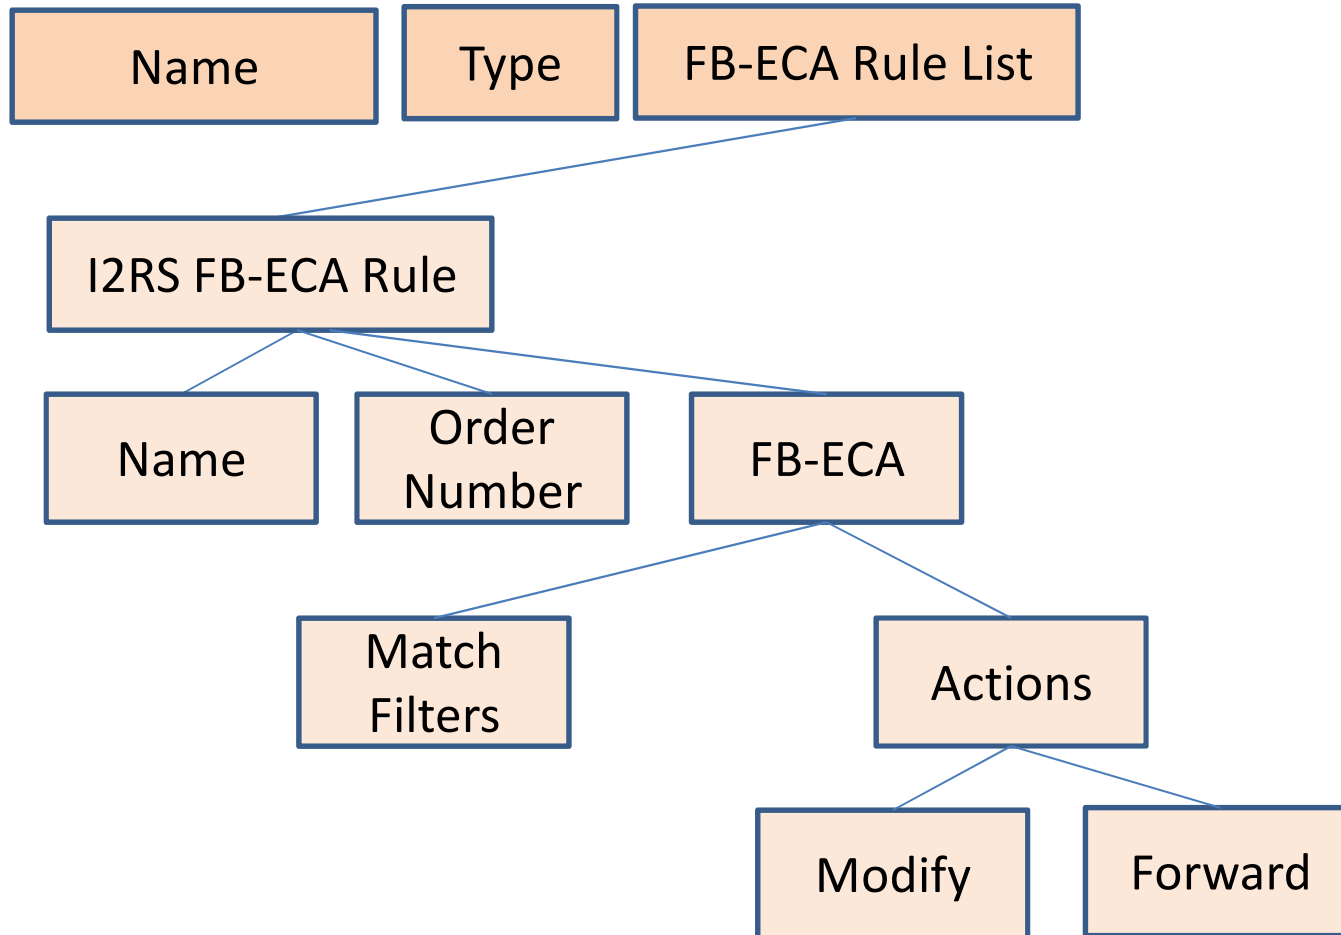 Name
Type
FB-ECA Rule List
I2RS FB-ECA Rule
Name
Order
Number
FB-ECA
Match
Filters
Actions
Modify
Forward